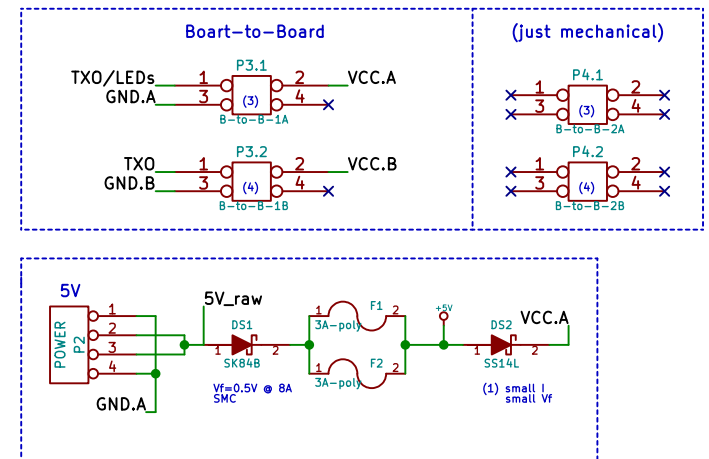 Boart-to-Board
(just mechanical)
P3.1
TXO/LEDs 1 2 VCC.A
GND.A 3 (3) 4
B-to-B-1A
P4.1
1 2
3 (3) 4
B-to-B-2A
P3.2
TXO 1 2 VCC.B
GND.B 3 (4) 4
B-to-B-1B
P4.2
1 2
3 (4) 4
B-to-B-2B
5V
POWER
P2
1
2
3
4
GND.A
5V_raw
DS1
1 2
SK84B
Vf=0.5V @ 8A
SMC
F1
1 2
3A-poly
F2
1 2
3A-poly
+5V
DS2
1 2
SS14L
VCC.A
(1) small I
small Vf